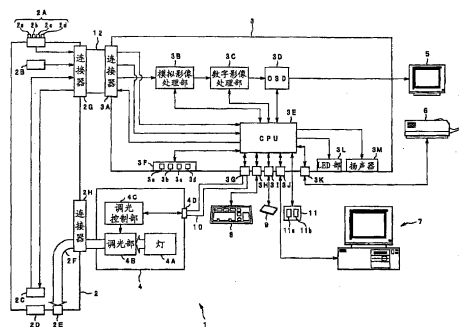 2A
2a 2b 2c 2d
2B
连接器
2G
12
连接器
3A
3
3B
模拟影像处理部
3C
数字影像处理部
3D
OSD
5
3E
CPU
6
3F
3a 3b 3c 3d
3L
LED部
3M
扬声器
3G
3H
3I
3J
3K
2H
连接器
2F
4C
调光控制部
4D
10
调光部
4B
灯
4A
4
8
9
11
11a 11b
7
2C
2D
2E
2
1